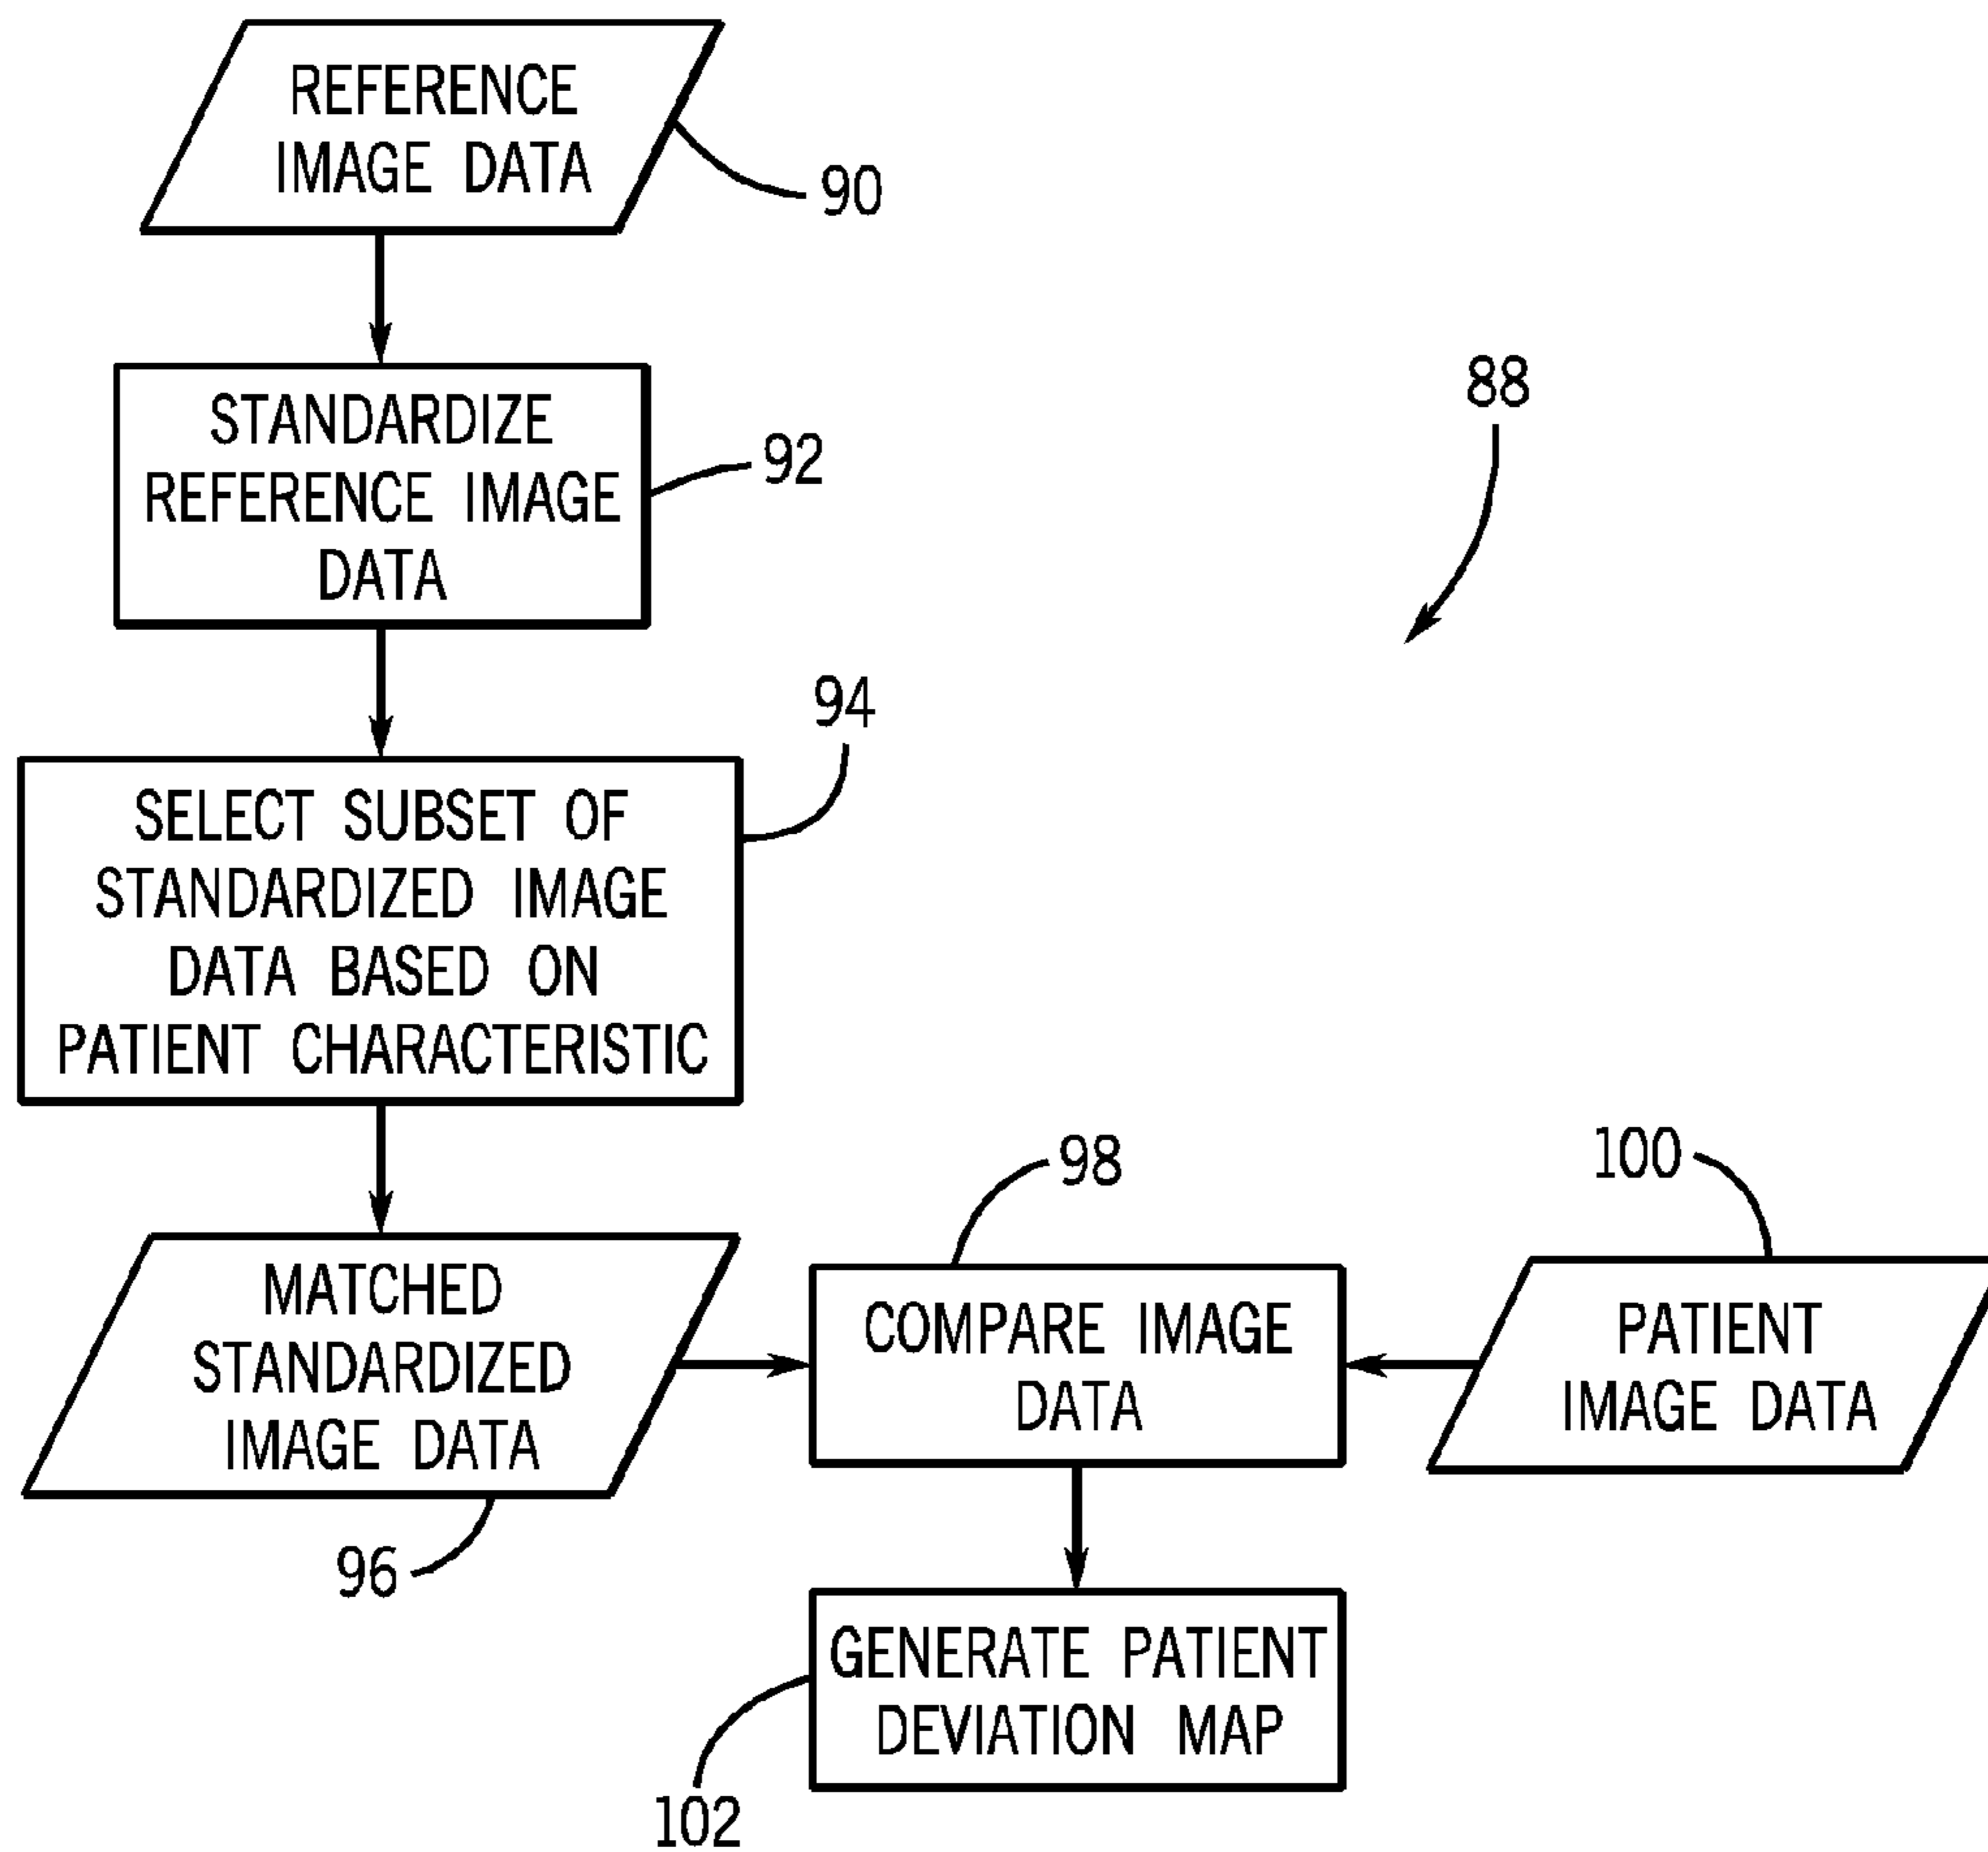 REFERENCE
IMAGE DATA
90
STANDARDIZE
REFERENCE IMAGE
DATA
92
88
94
SELECT SUBSET OF
STANDARDIZED IMAGE
DATA BASED ON
PATIENT CHARACTERISTIC
MATCHED
STANDARDIZED
IMAGE DATA
96
98
COMPARE IMAGE
DATA
100
PATIENT
IMAGE DATA
GENERATE PATIENT
DEVIATION MAP
102